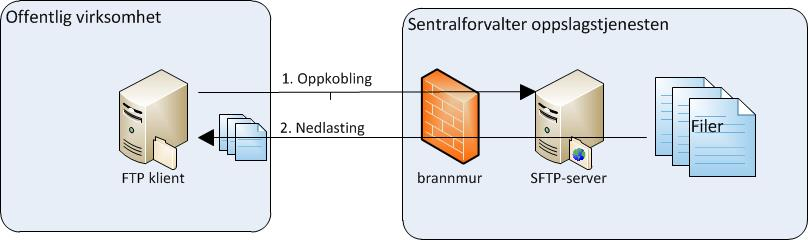 Offentlig virksomhet
Sentralforvalter oppslagstjenesten
1. Oppkobling
2. Nedlasting
Filer
FTP klient
brannmur
SFTP-server